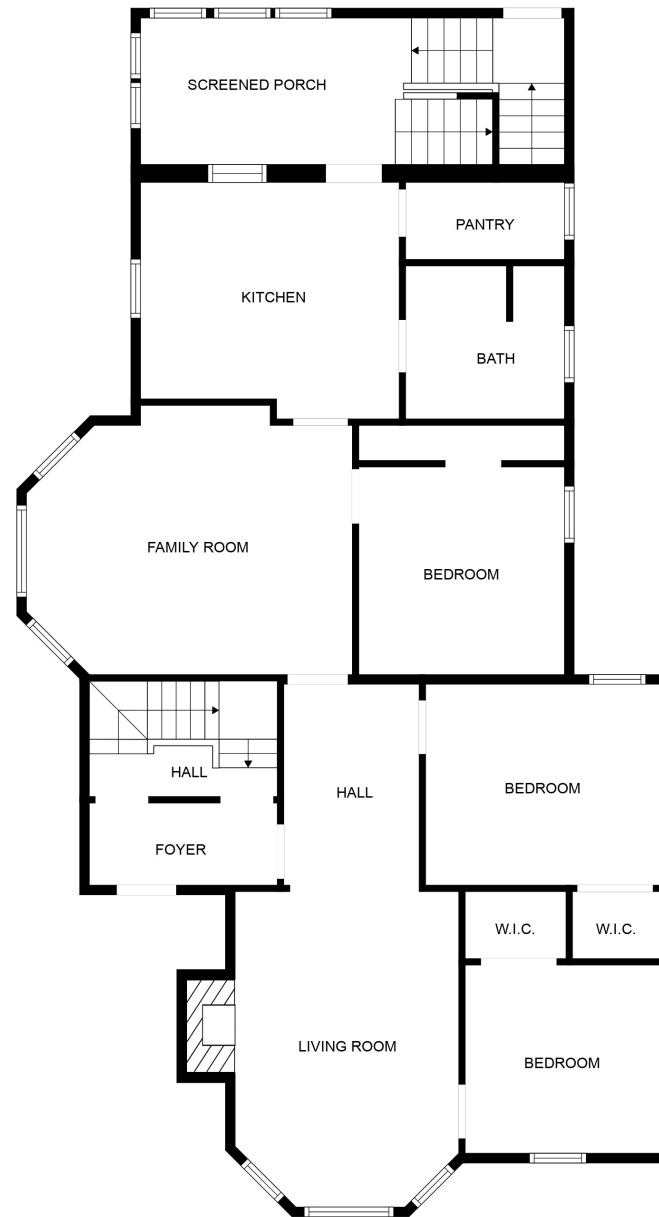 SCREENED PORCH
PANTRY
KITCHEN
BATH
FAMILY ROOM
BEDROOM
HALL
HALL
BEDROOM
FOYER
W.I.C.
W.I.C.
LIVING ROOM
BEDROOM